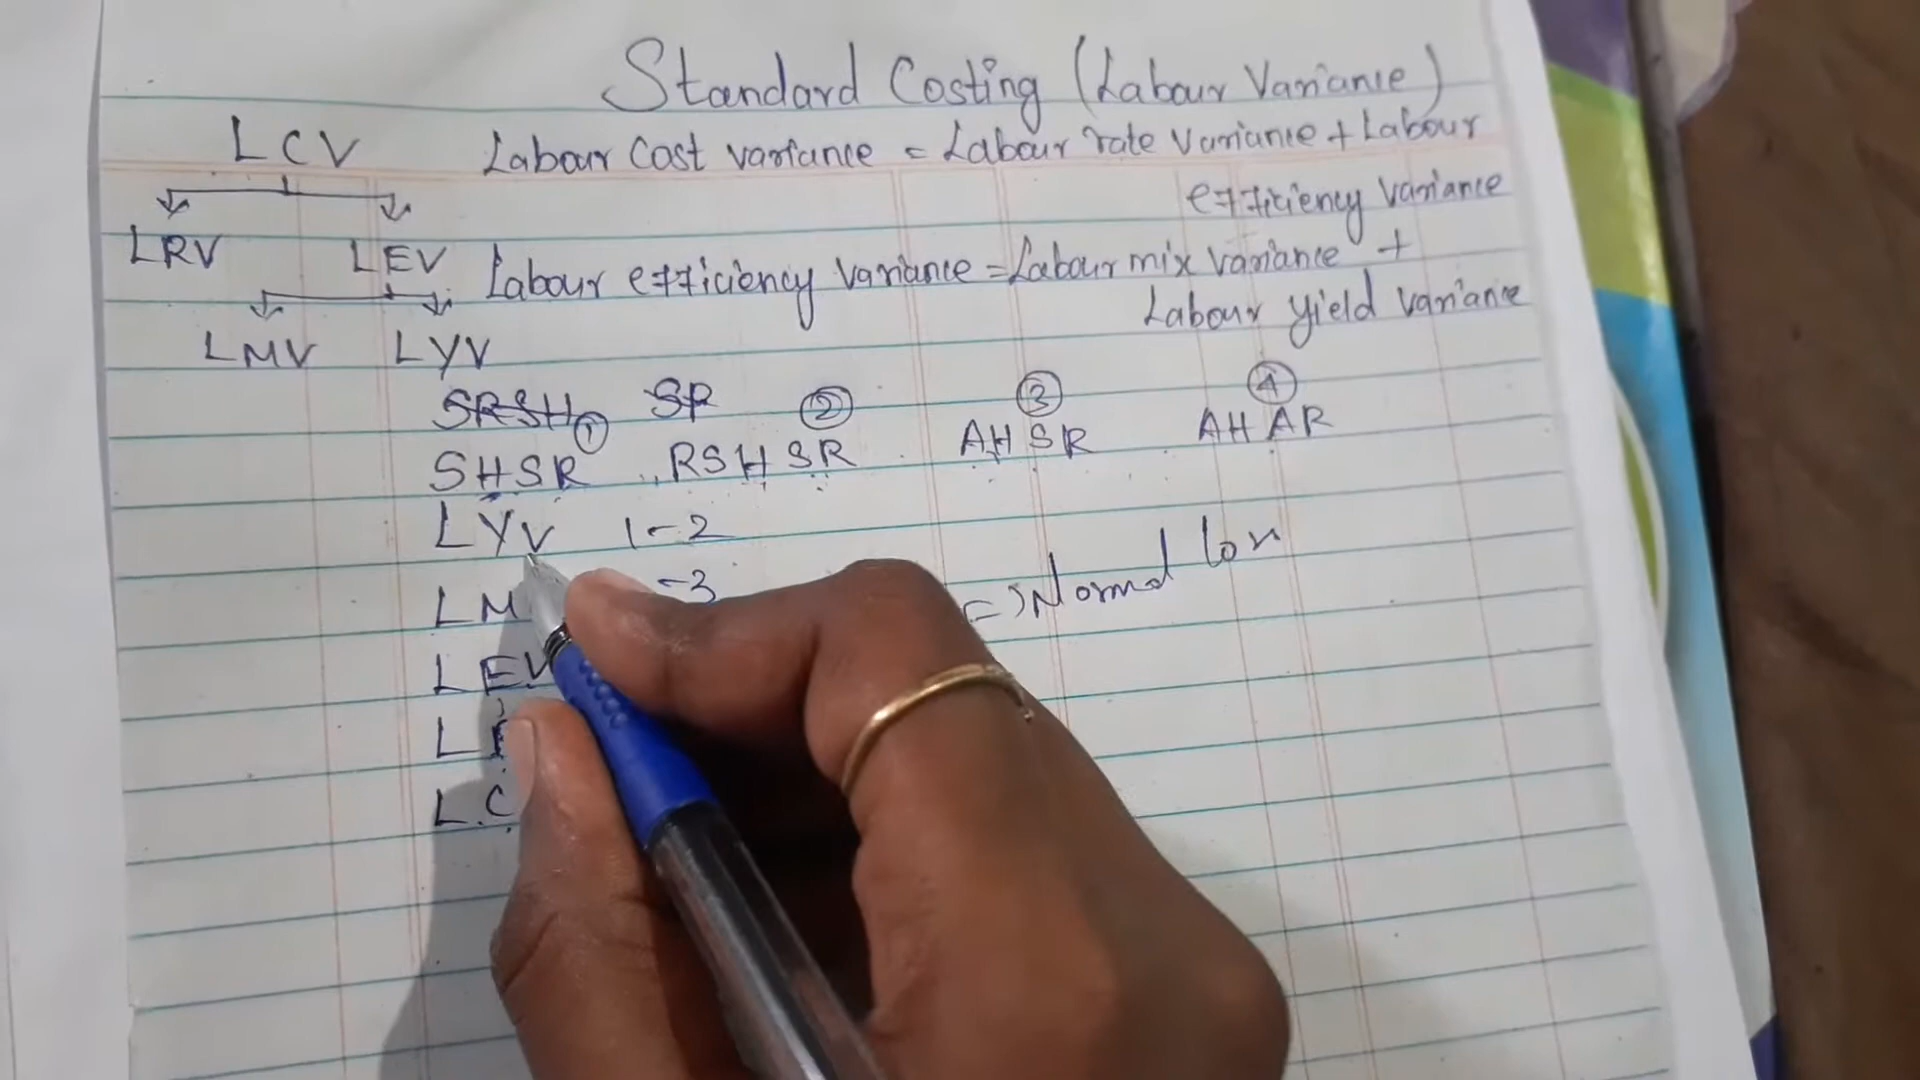 Standard Costing (Labour Variance)
LCV
Labour Cost variance = Labour rate Variance + Labour
efficiency variance
LRV LEV
Labour efficiency variance = Labour mix variance +
Labour yield variance
LMV LYV
SRSH SR
① ② ③ ④
SHSR RSH SR AH SR AH AR
LYV 1-2
LM -3
=> Normal
LEV
L
LC